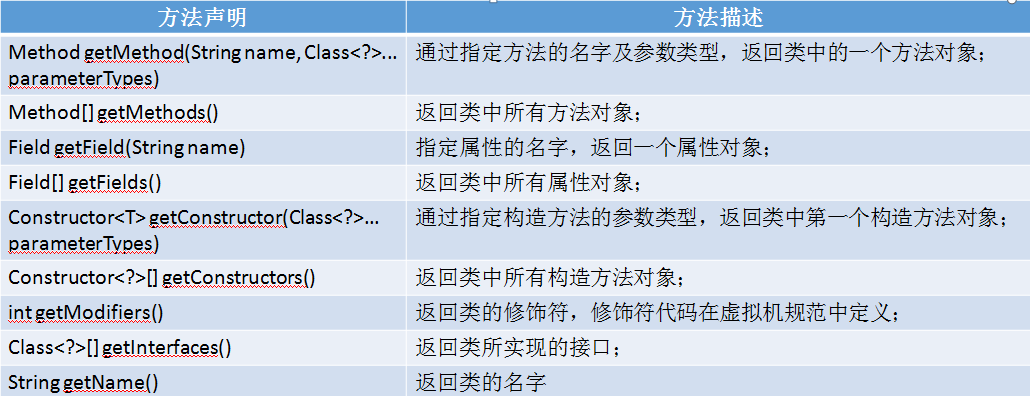 方法声明 方法描述
Method getMethod(String name, Class<?>... 通过指定方法的名字及参数类型，返回类中的一个方法对象；
parameterTypes)
Method[] getMethods() 返回类中所有方法对象；
Field getField(String name) 指定属性的名字，返回一个属性对象；
Field[] getFields() 返回类中所有属性对象；
Constructor<T> getConstructor(Class<?>... 通过指定构造方法的参数类型，返回类中第一个构造方法对象；
parameterTypes)
Constructor<?>[] getConstructors() 返回类中所有构造方法对象；
int getModifiers() 返回类的修饰符，修饰符代码在虚拟机规范中定义；
Class<?>[] getInterfaces() 返回类所实现的接口；
String getName() 返回类的名字